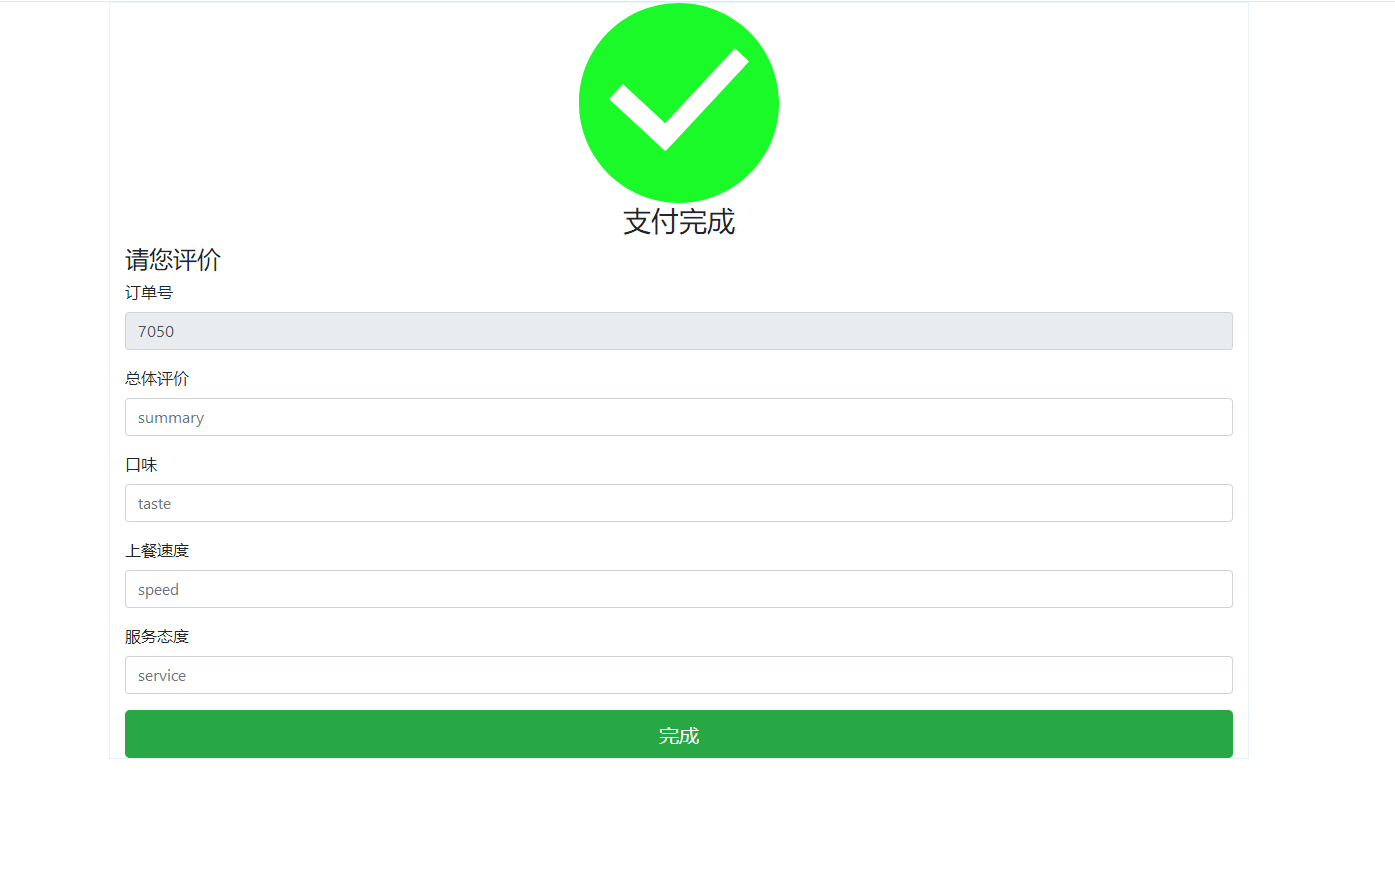 支付完成
请您评价
订单号
7050
总体评价
summary
口味
taste
上餐速度
speed
服务态度
service
完成